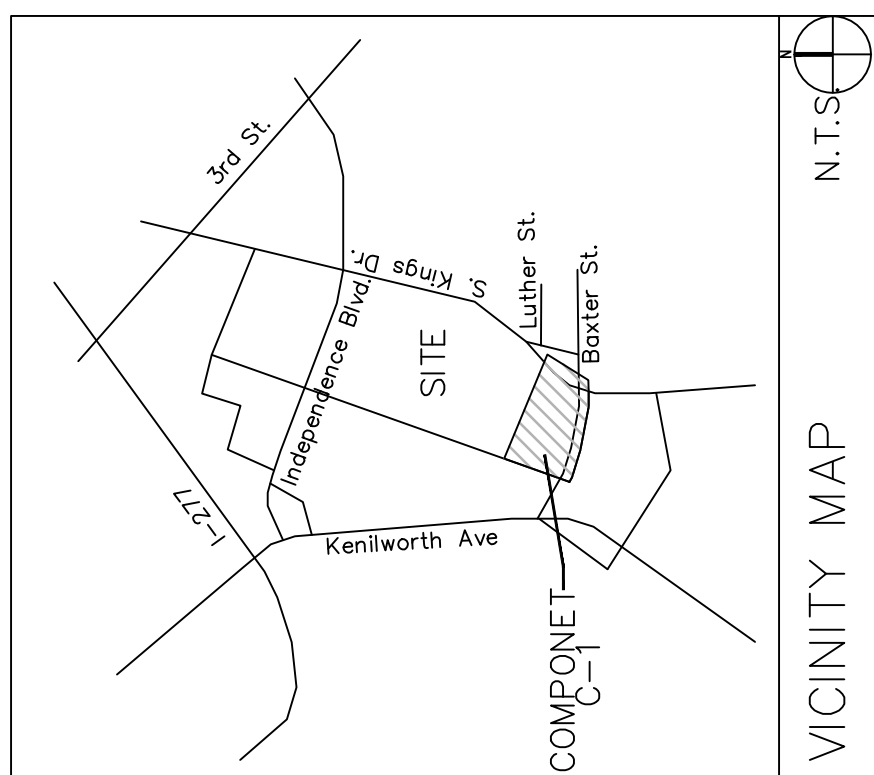 3rd St.
S. Kings Dr.
Luther St.
Baxter St.
Independence Blvd.
SITE
I-277
Kenilworth Ave
COMPONET
C-1
N
N.T.S.
VICINITY MAP